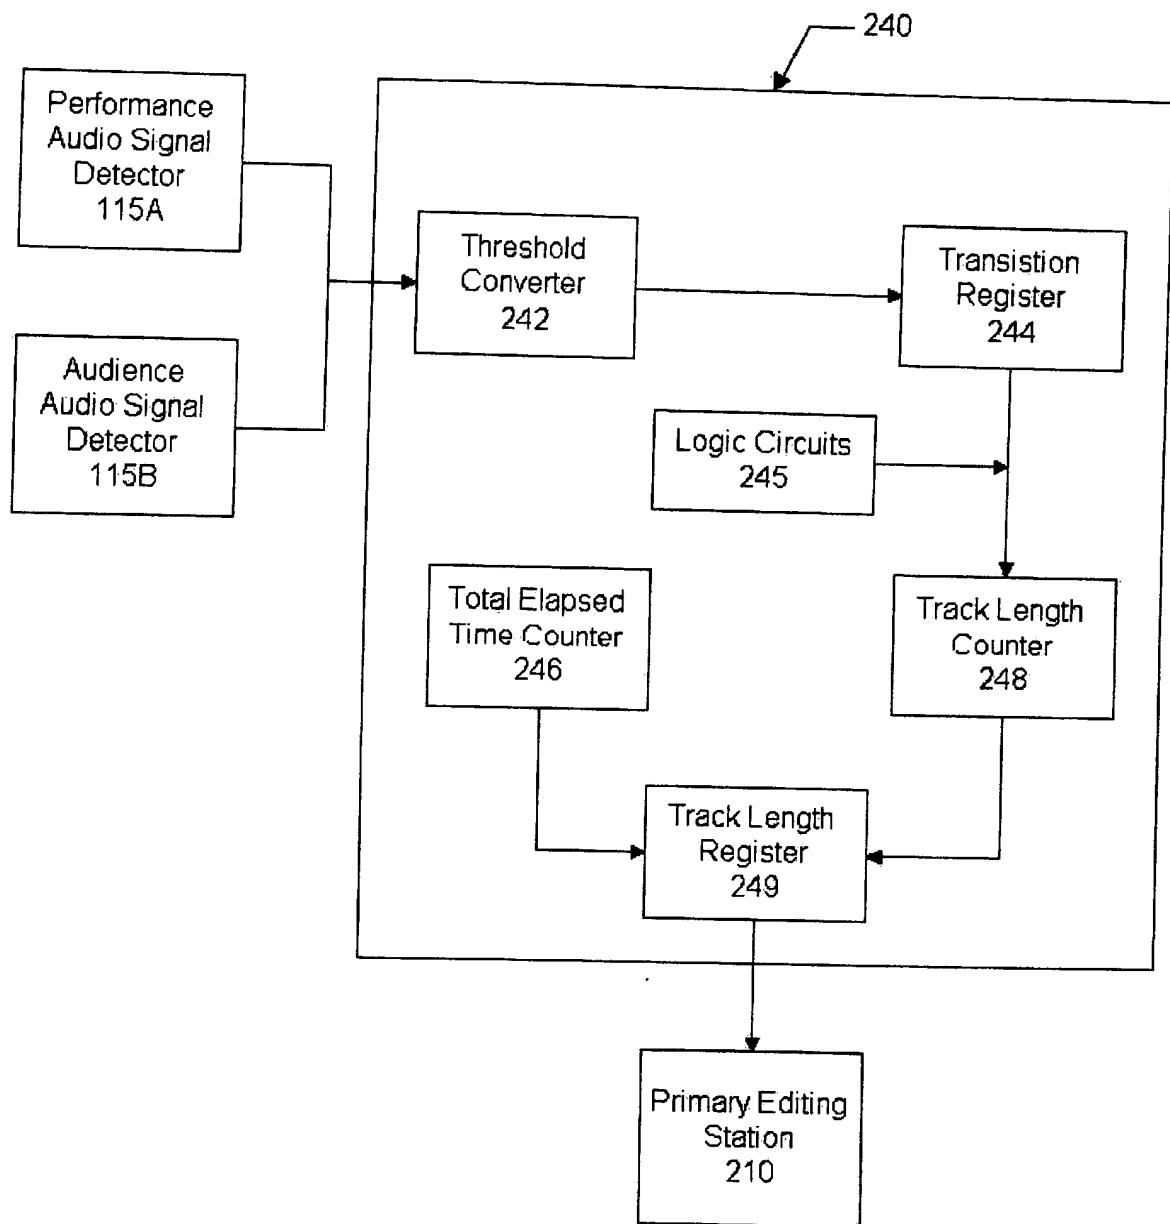 240
Performance
Audio Signal
Detector
115A
Threshold
Converter
242
Transistion
Register
244
Audience
Audio Signal
Detector
115B
Logic Circuits
245
Total Elapsed
Time Counter
246
Track Length
Counter
248
Track Length
Register
249
Primary Editing
Station
210